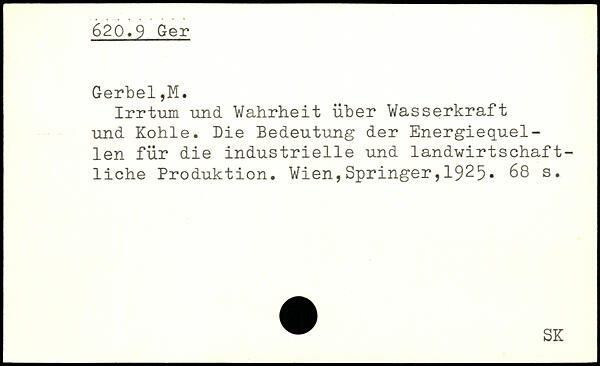 620.9 Ger
Gerbel,M.
Irrtum und Wahrheit über Wasserkraft
und Kohle. Die Bedeutung der Energiequel-
len für die industrielle und landwirtschaft-
liche Produktion. Wien,Springer,1925. 68 s.
SK